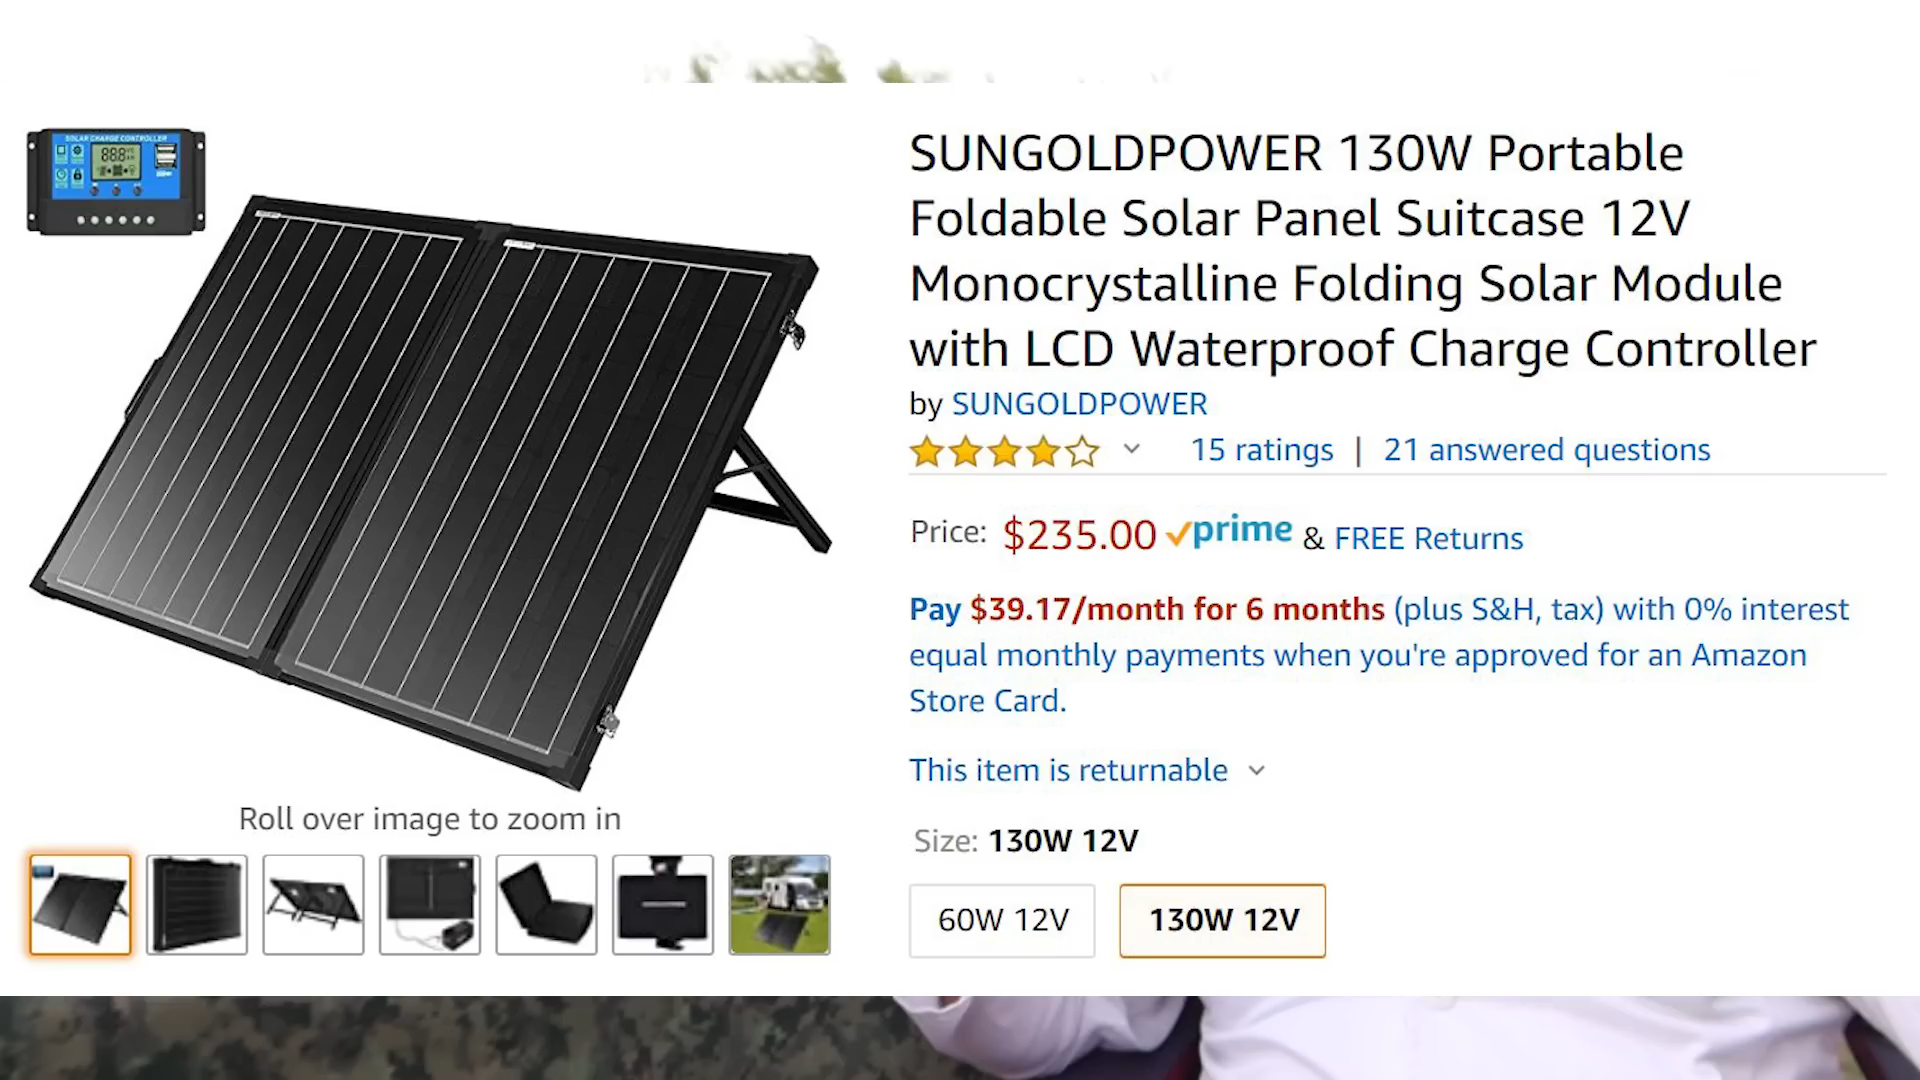 SOLAR CHARGE CONTROLLER
SUNGOLDPOWER 130W Portable
Foldable Solar Panel Suitcase 12V
Monocrystalline Folding Solar Module
with LCD Waterproof Charge Controller
by SUNGOLDPOWER
15 ratings | 21 answered questions
Price: $235.00 prime & FREE Returns
Pay $39.17/month for 6 months (plus S&H, tax) with 0% interest
equal monthly payments when you're approved for an Amazon
Store Card.
This item is returnable
Roll over image to zoom in
Size: 130W 12V
60W 12V
130W 12V